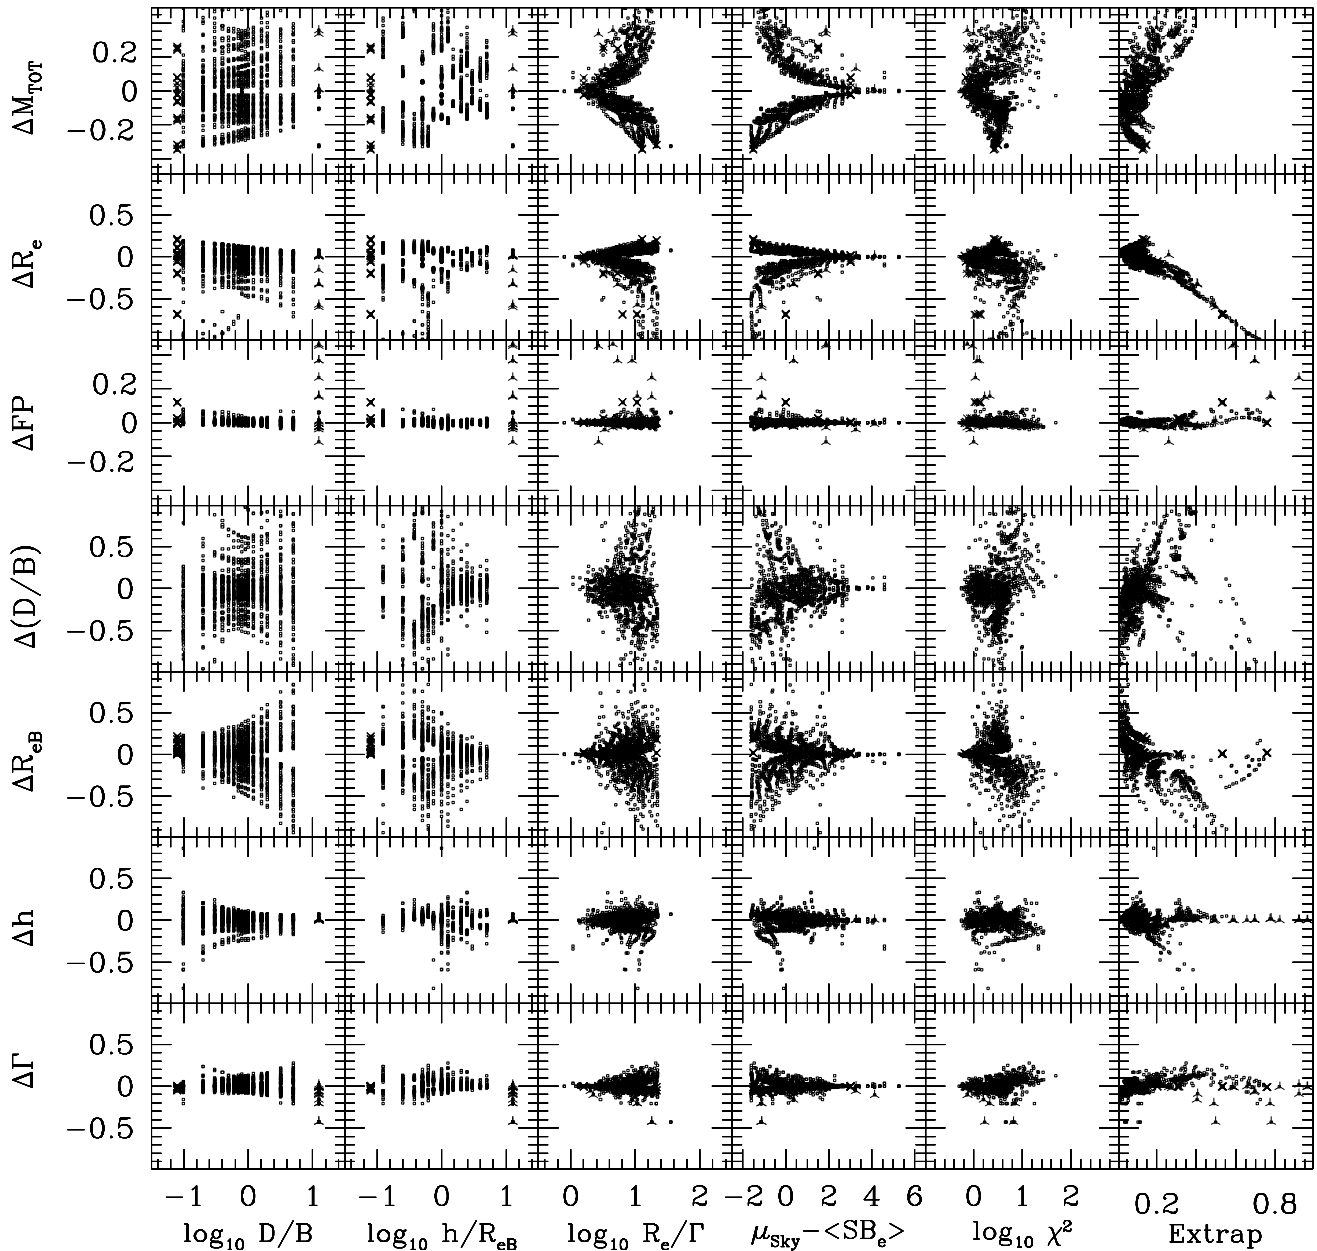 ΔM_TOT
0.2
0
−0.2
ΔR_e
0.5
0
−0.5
ΔFP
0.2
0
−0.2
Δ(D/B)
0.5
0
−0.5
ΔR_eB
0.5
0
−0.5
Δh
0.5
0
−0.5
ΔΓ
0.5
0
−0.5
−1 0 1 −1 0 1 0 2 −2 0 2 4 6 0 2 0.2 0.8
log₁₀ D/B log₁₀ h/R_eB log₁₀ R_e/Γ μ_Sky−<SB_e> log₁₀ χ² Extrap